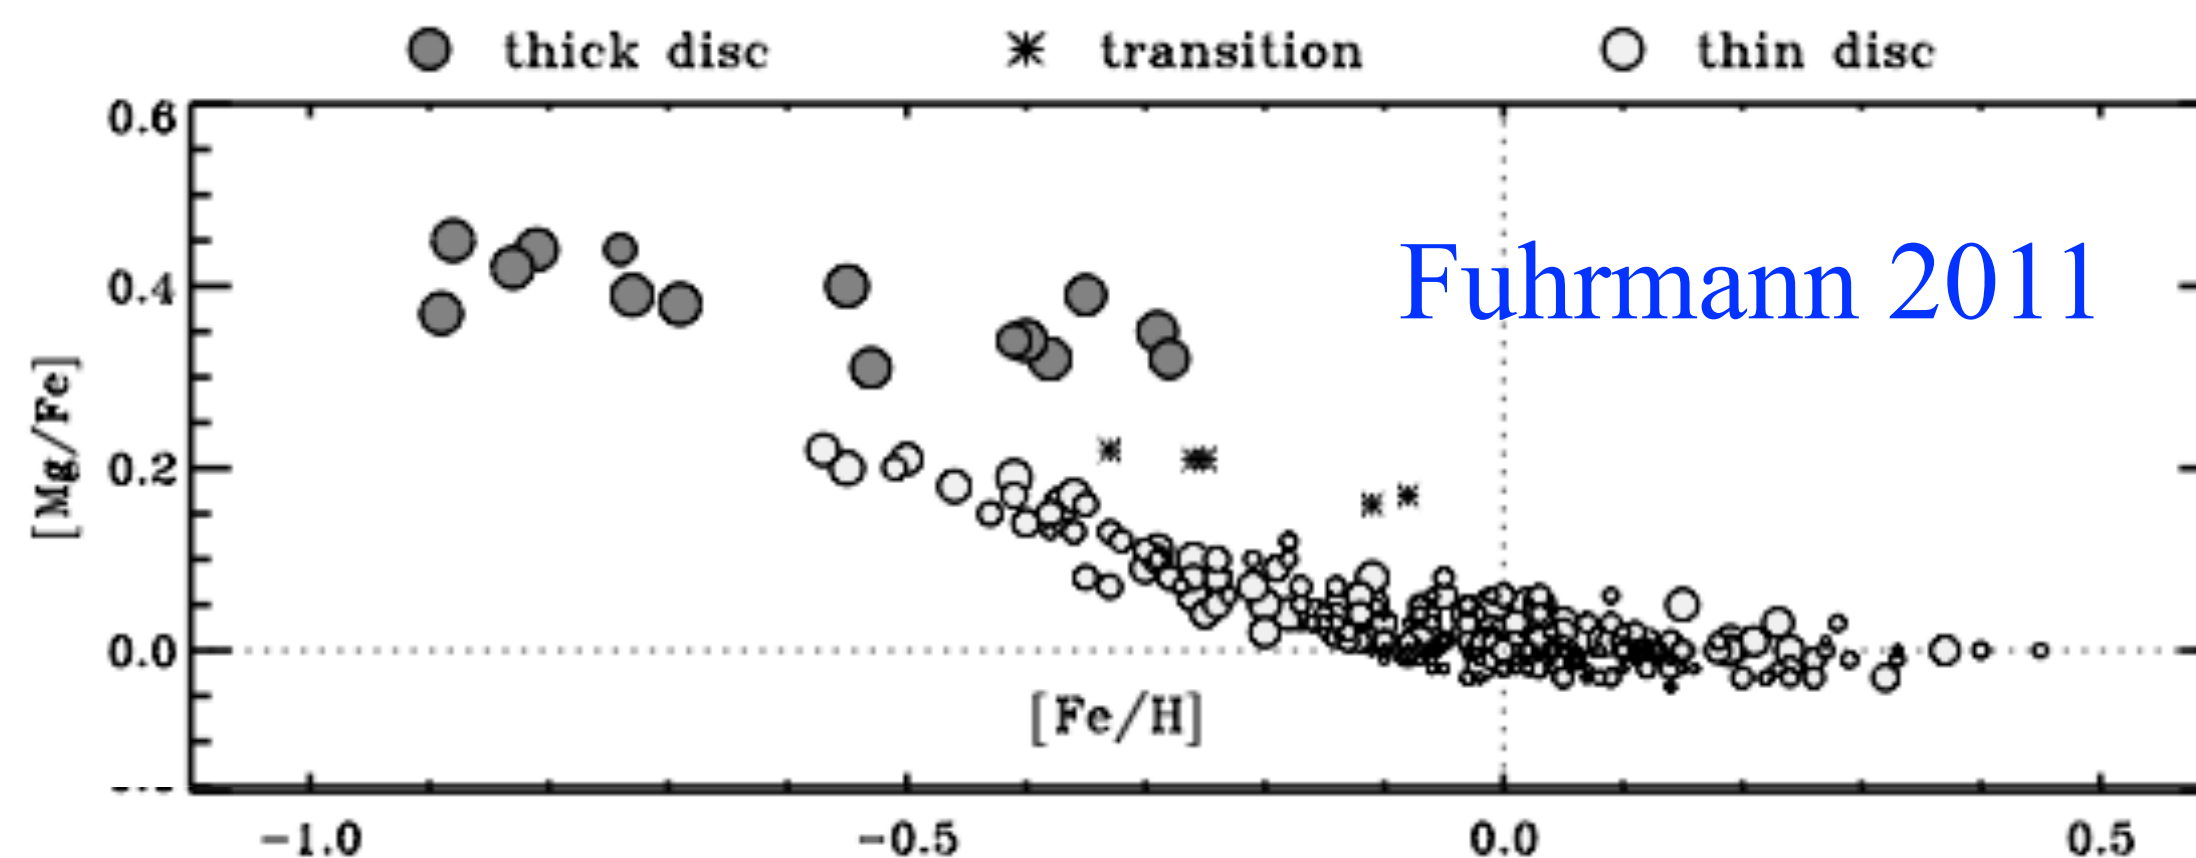 thick disc transition thin disc
0.6
0.4
Fuhrmann 2011
[Mg/Fe]
0.2
0.0
[Fe/H]
-1.0 -0.5 0.0 0.5